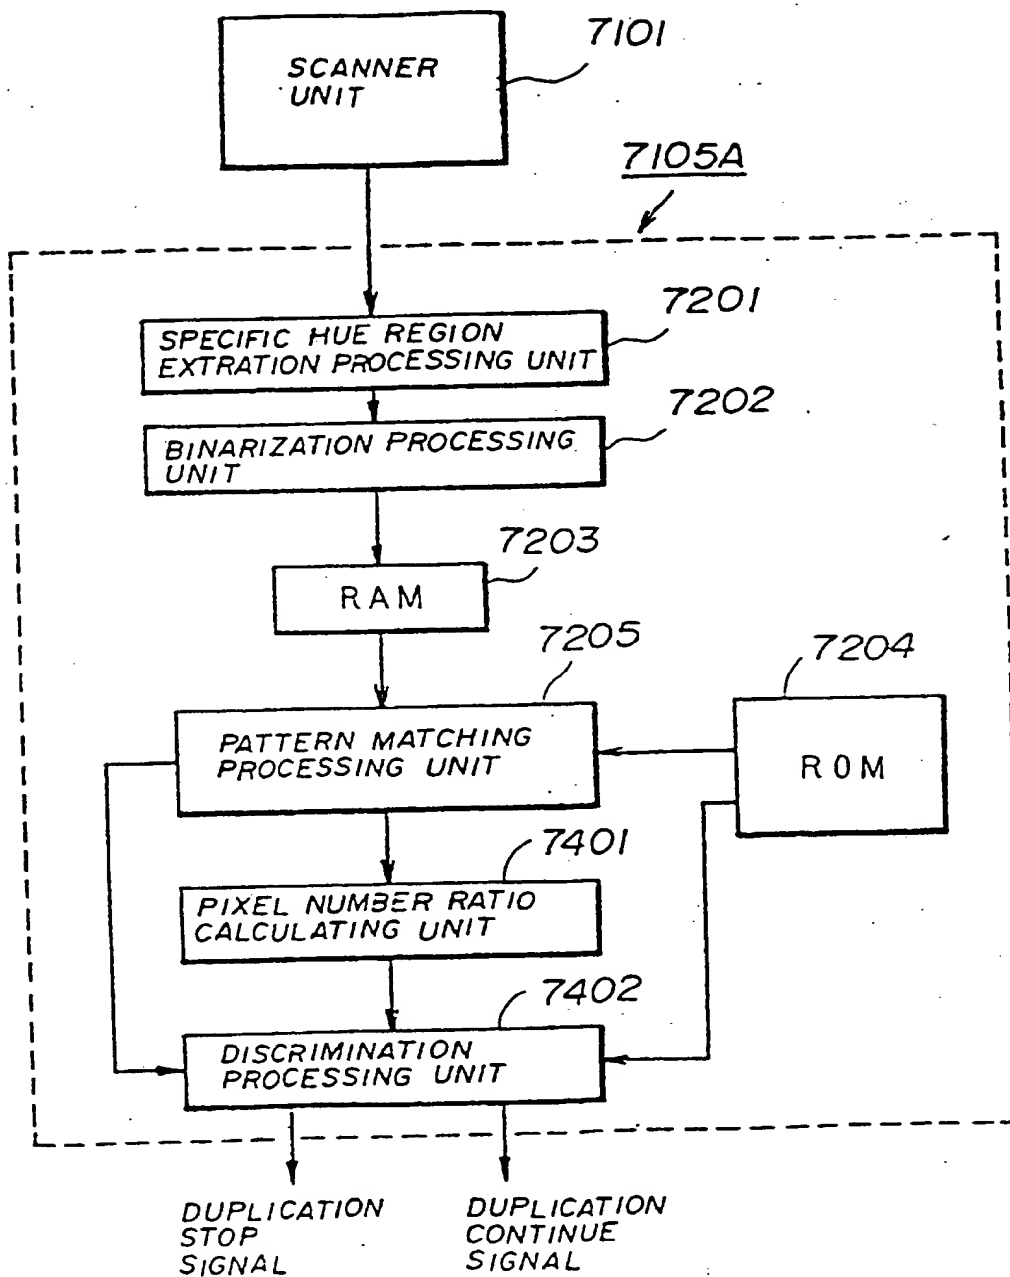 7101
SCANNER
UNIT
7105A
7201
SPECIFIC HUE REGION
EXTRATION PROCESSING UNIT
7202
BINARIZATION PROCESSING
UNIT
7203
RAM
7205
7204
PATTERN MATCHING
PROCESSING UNIT
ROM
7401
PIXEL NUMBER RATIO
CALCULATING UNIT
7402
DISCRIMINATION
PROCESSING UNIT
DUPLICATION
STOP
SIGNAL
DUPLICATION
CONTINUE
SIGNAL